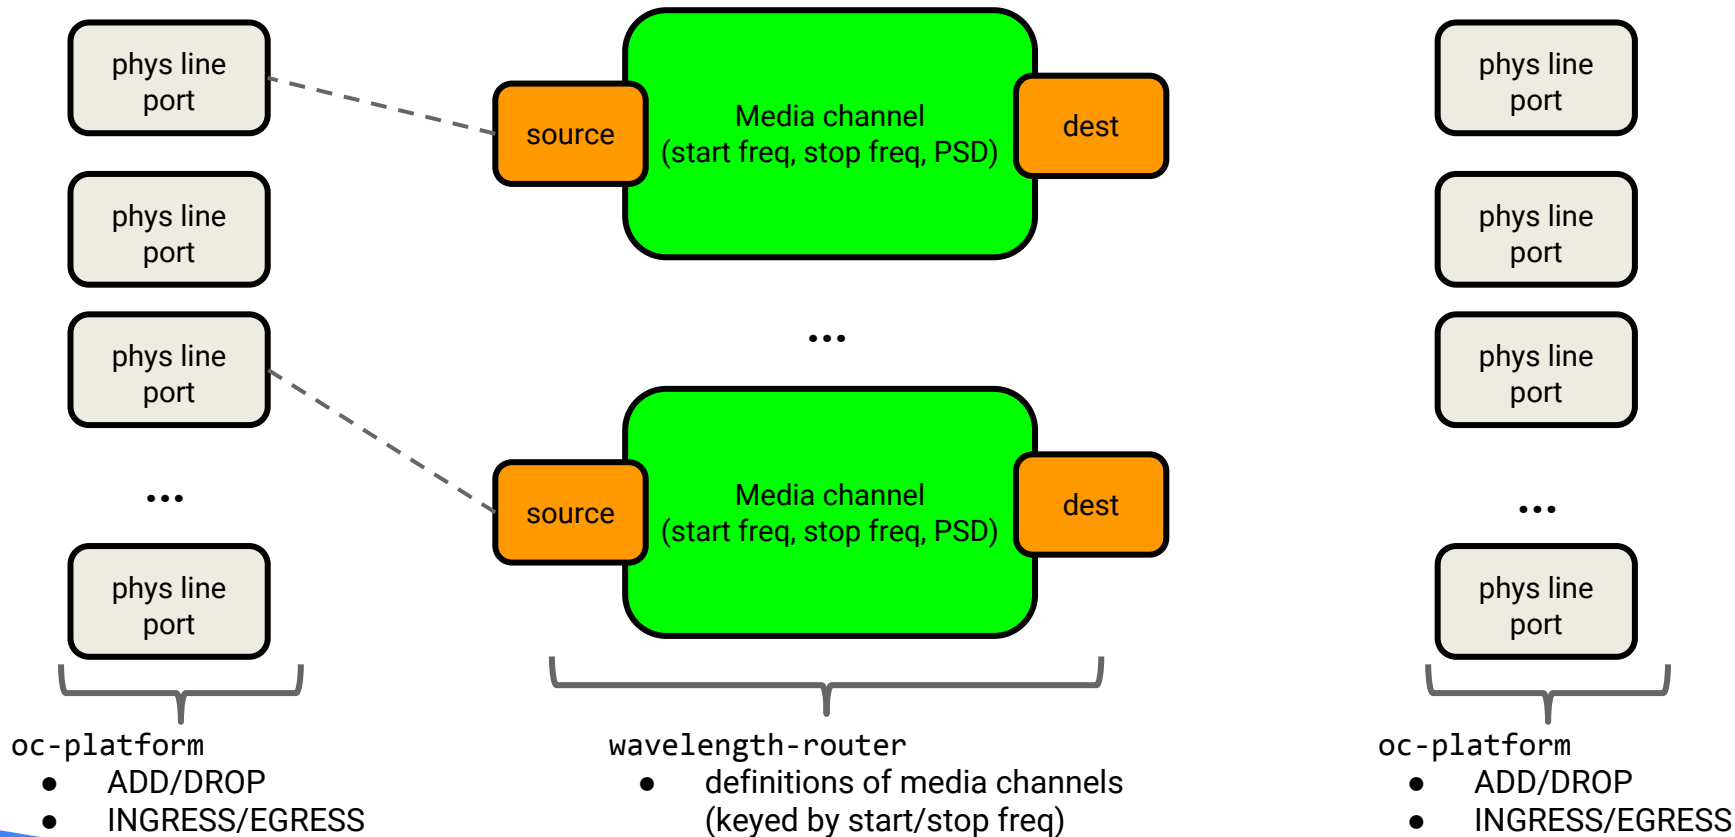 phys line
port
phys line
port
phys line
port
...
phys line
port
source
Media channel
(start freq, stop freq, PSD)
dest
...
source
Media channel
(start freq, stop freq, PSD)
dest
phys line
port
phys line
port
phys line
port
...
phys line
port
oc-platform
● ADD/DROP
● INGRESS/EGRESS
wavelength-router
● definitions of media channels
(keyed by start/stop freq)
oc-platform
● ADD/DROP
● INGRESS/EGRESS